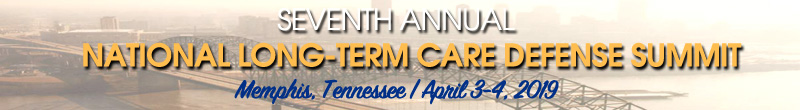 SEVENTH ANNUAL
NATIONAL LONG-TERM CARE DEFENSE SUMMIT
Memphis, Tennessee / April 3-4, 2019